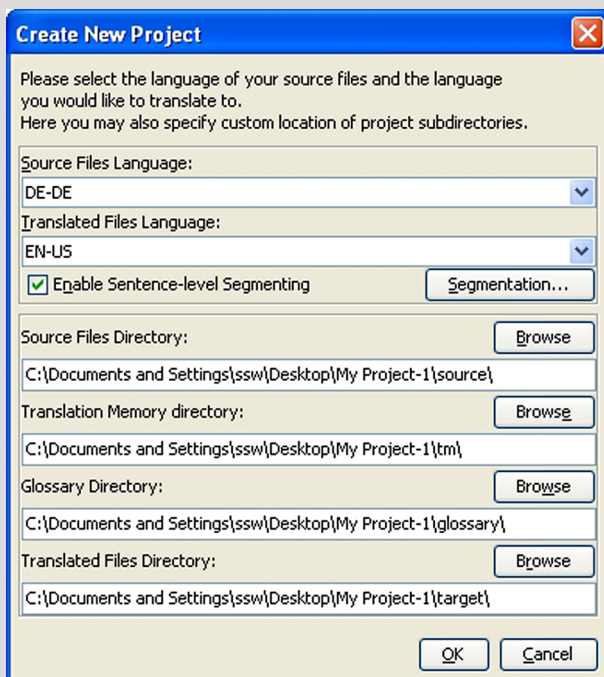 Create New Project
Please select the language of your source files and the language
you would like to translate to.
Here you may also specify custom location of project subdirectories.
Source Files Language:
DE-DE
Translated Files Language:
EN-US
Enable Sentence-level Segmenting
Segmentation...
Source Files Directory:
Browse
C:\Documents and Settings\ssw\Desktop\My Project-1\source\
Translation Memory directory:
Browse
C:\Documents and Settings\ssw\Desktop\My Project-1\tm\
Glossary Directory:
Browse
C:\Documents and Settings\ssw\Desktop\My Project-1\glossary\
Translated Files Directory:
Browse
C:\Documents and Settings\ssw\Desktop\My Project-1\target\
OK
Cancel